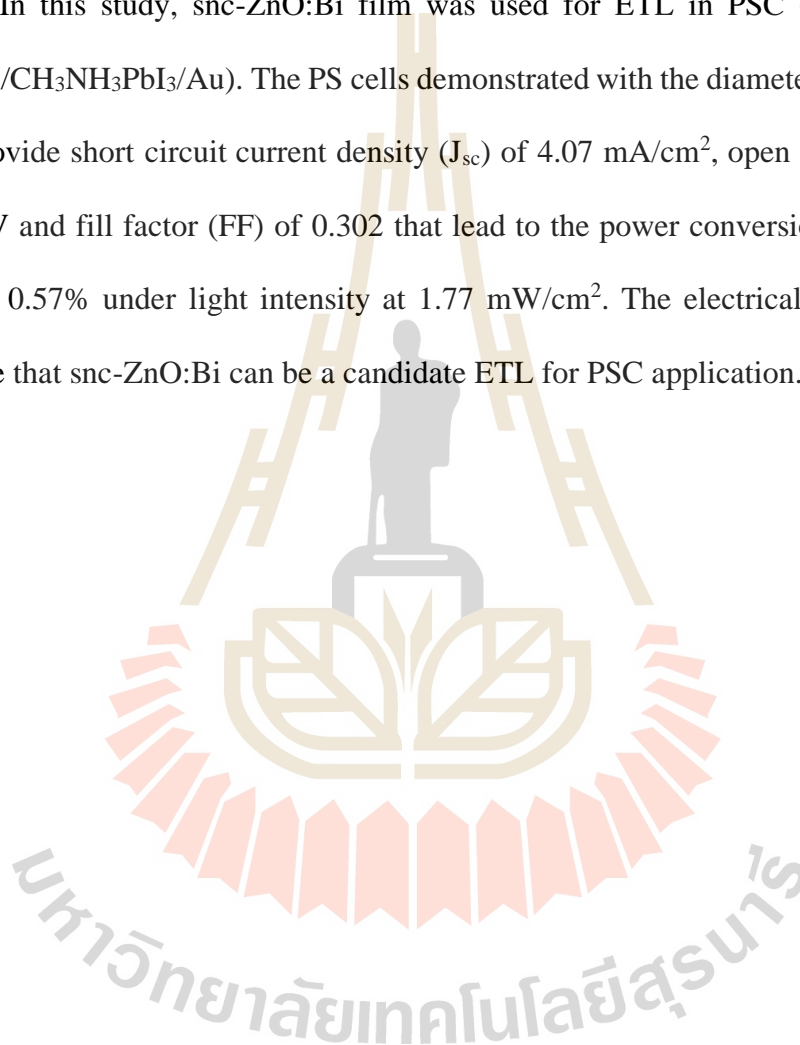 In this study, snc-ZnO:Bi film was used for ETL in PSC
/CH₃NH₃PbI₃/Au). The PS cells demonstrated with the diamete
ovide short circuit current density (Jsc) of 4.07 mA/cm², open
V and fill factor (FF) of 0.302 that lead to the power conversi
0.57% under light intensity at 1.77 mW/cm². The electrical
e that snc-ZnO:Bi can be a candidate ETL for PSC application.
มหาวิทยาลัยเทคโนโลยีสุรนารี